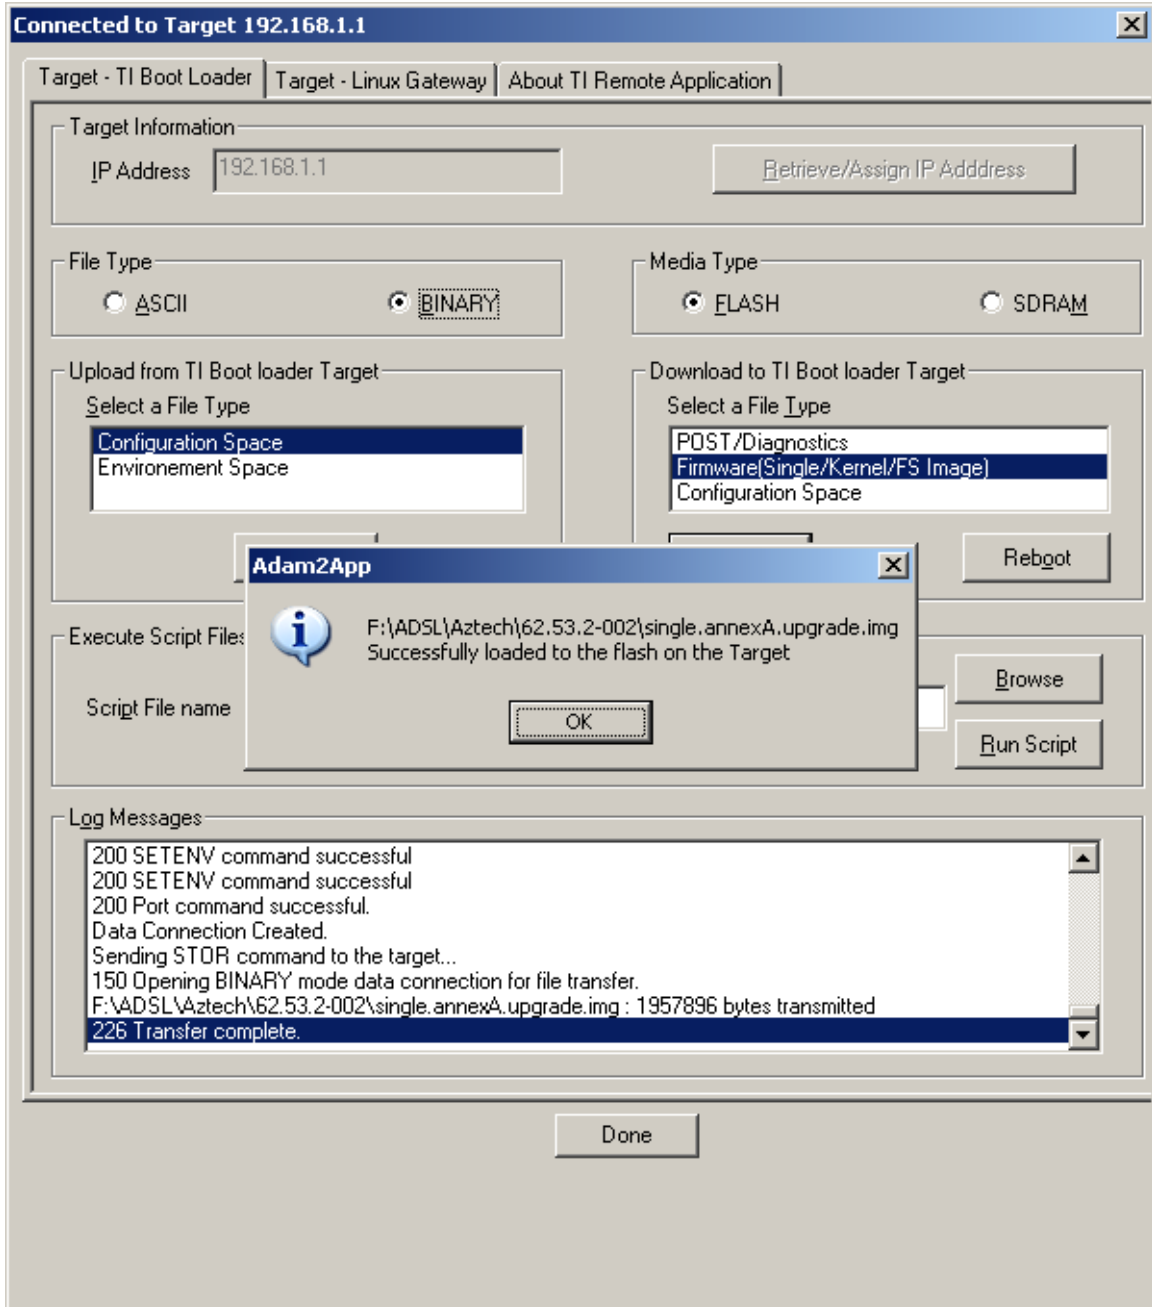 Connected to Target 192.168.1.1
Target - TI Boot Loader
Target - Linux Gateway
About TI Remote Application
Target Information
IP Address
192.168.1.1
Retrieve/Assign IP Adddress
File Type
ASCII
BINARY
Media Type
FLASH
SDRAM
Upload from TI Boot loader Target
Select a File Type
Configuration Space
Environement Space
Download to TI Boot loader Target
Select a File Type
POST/Diagnostics
Firmware(Single/Kernel/FS Image)
Configuration Space
Reboot
Adam2App
F:\ADSL\Aztech\62.53.2-002\single.annexA.upgrade.img
Successfully loaded to the flash on the Target
OK
Execute Script Files
Script File name
Browse
Run Script
Log Messages
200 SETENV command successful
200 SETENV command successful
200 Port command successful.
Data Connection Created.
Sending STOR command to the target...
150 Opening BINARY mode data connection for file transfer.
F:\ADSL\Aztech\62.53.2-002\single.annexA.upgrade.img : 1957896 bytes transmitted
226 Transfer complete.
Done